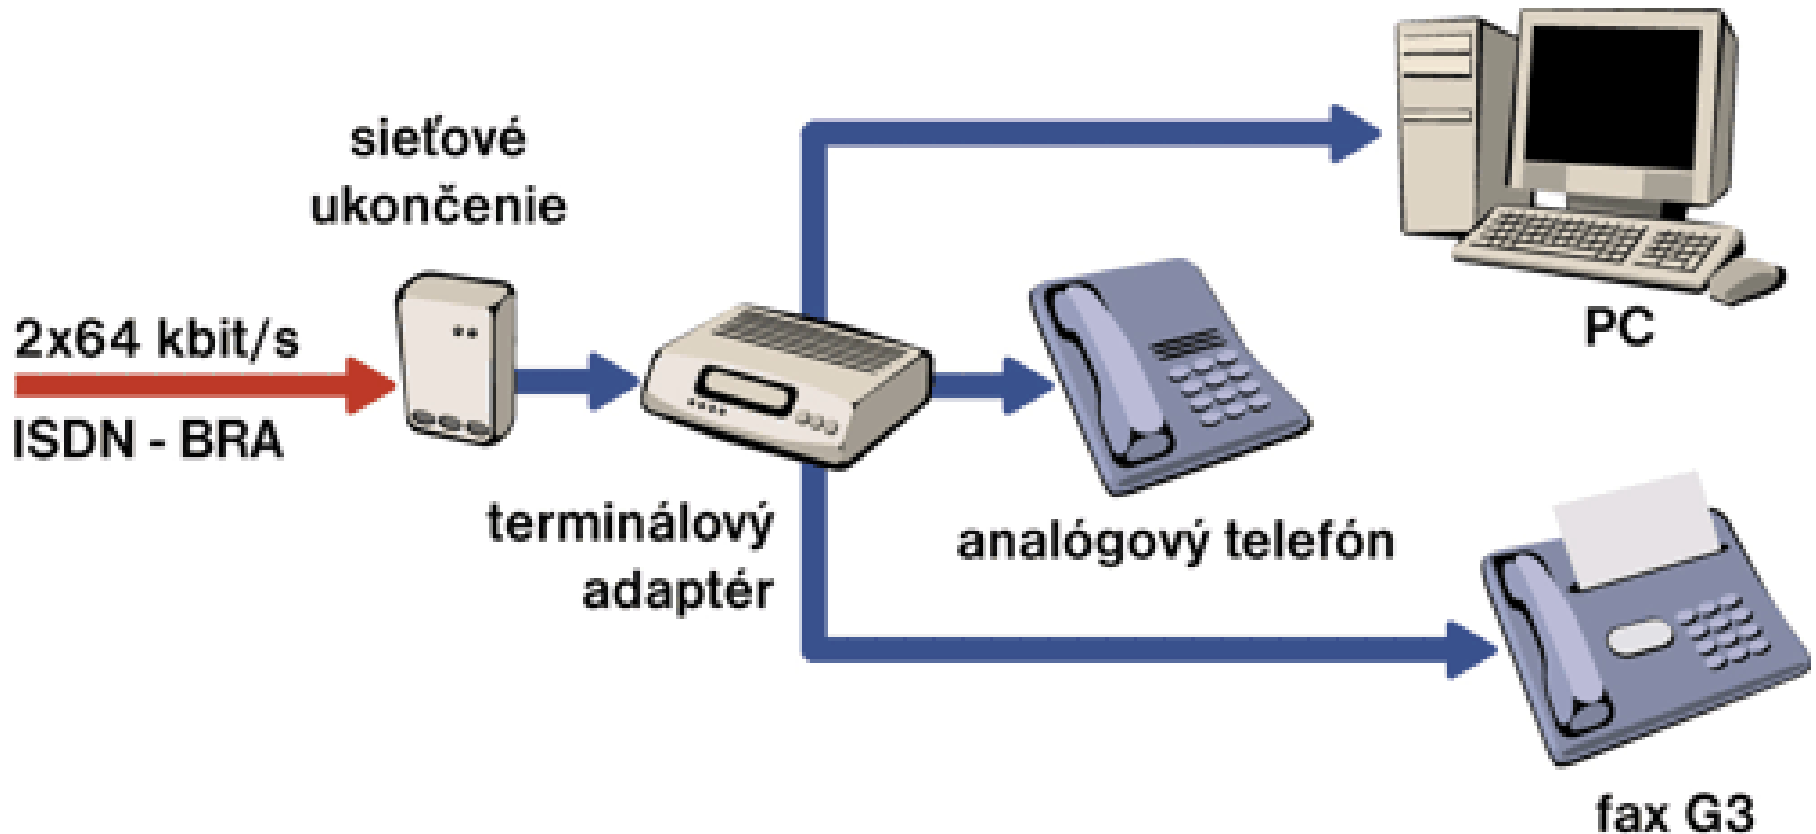 sieťové
ukončenie
2x64 kbit/s
ISDN - BRA
terminálový
adaptér
analógový telefón
PC
fax G3